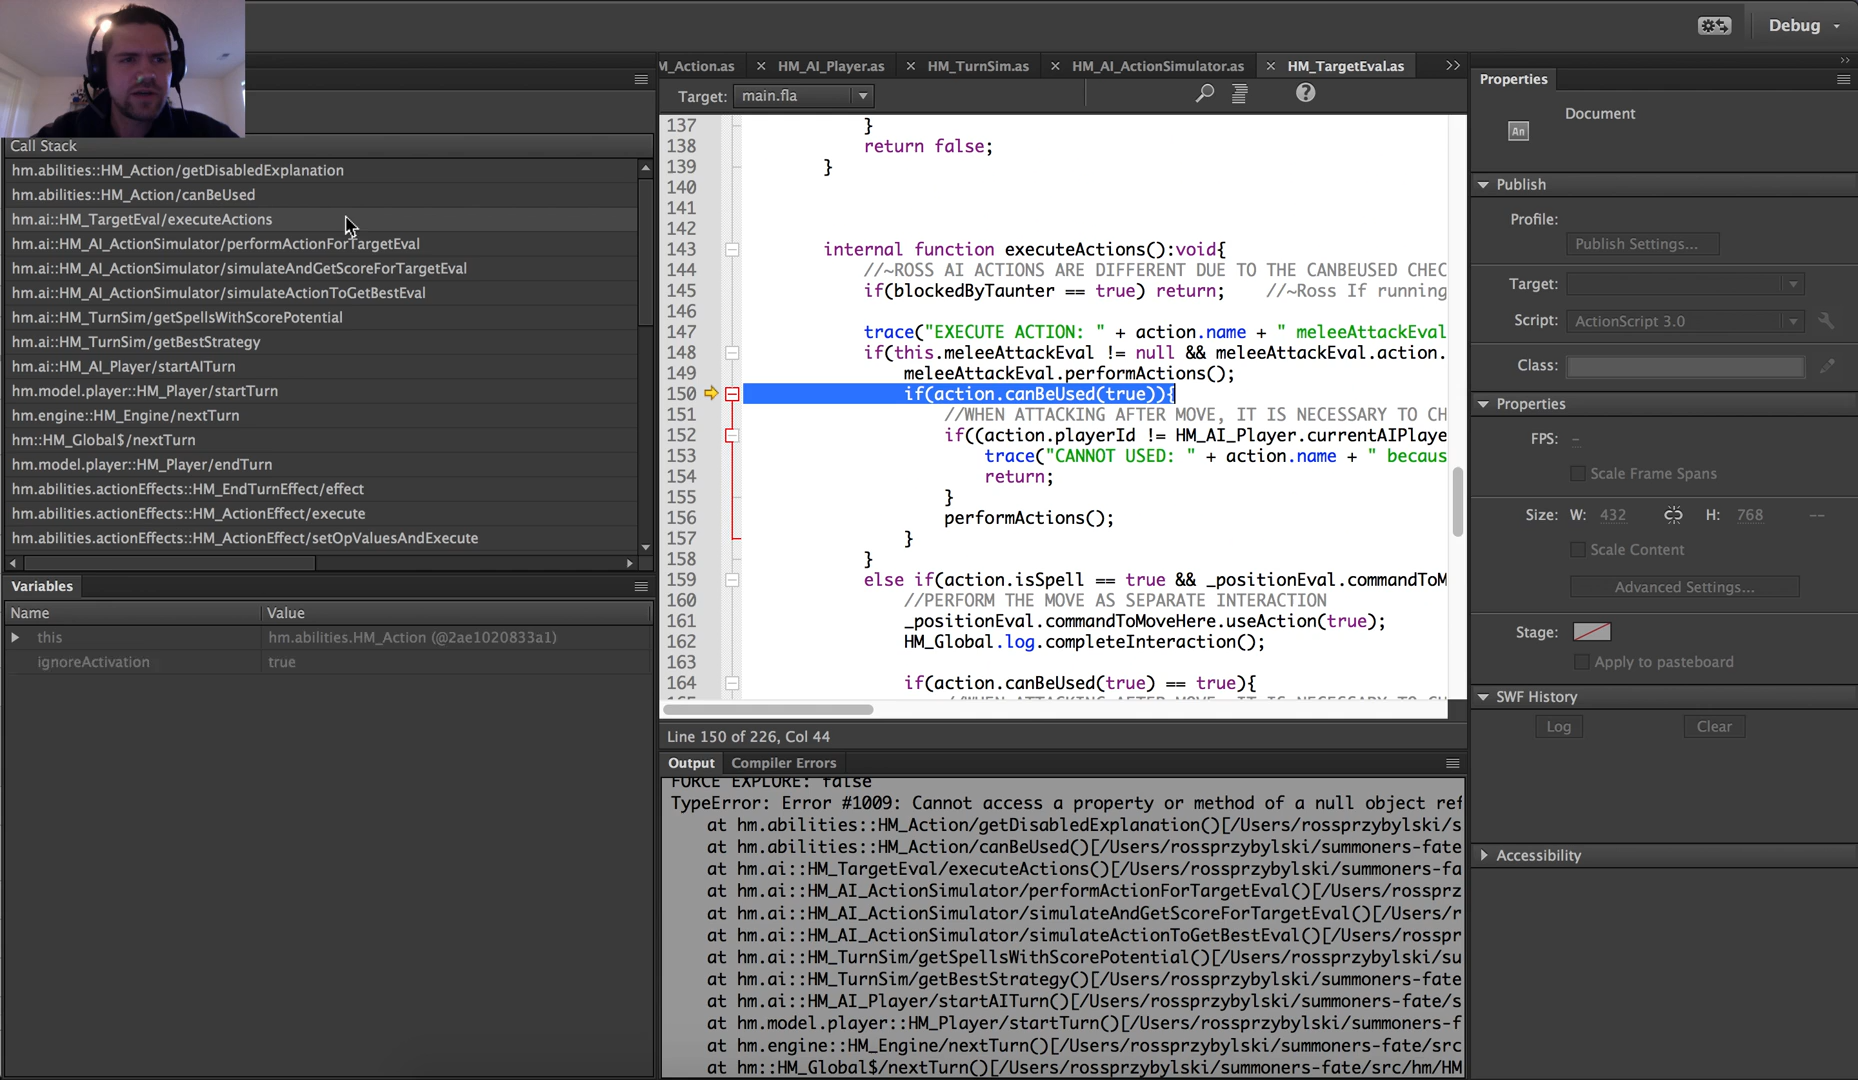 Debug
M_Action.as
HM_AI_Player.as
HM_TurnSim.as
HM_AI_ActionSimulator.as
HM_TargetEval.as
Target: main.fla
Call Stack
hm.abilities::HM_Action/getDisabledExplanation
hm.abilities::HM_Action/canBeUsed
hm.ai::HM_TargetEval/executeActions
hm.ai::HM_AI_ActionSimulator/performActionForTargetEval
hm.ai::HM_AI_ActionSimulator/simulateAndGetScoreForTargetEval
hm.ai::HM_AI_ActionSimulator/simulateActionToGetBestEval
hm.ai::HM_TurnSim/getSpellsWithScorePotential
hm.ai::HM_TurnSim/getBestStrategy
hm.ai::HM_AI_Player/startAITurn
hm.model.player::HM_Player/startTurn
hm.engine::HM_Engine/nextTurn
hm::HM_Global$/nextTurn
hm.model.player::HM_Player/endTurn
hm.abilities.actionEffects::HM_EndTurnEffect/effect
hm.abilities.actionEffects::HM_ActionEffect/execute
hm.abilities.actionEffects::HM_ActionEffect/setOpValuesAndExecute
Variables
Name Value
this hm.abilities.HM_Action (@2ae1020833a1)
ignoreActivation true
137 }
138 return false;
139 }
140
141
142
143 internal function executeActions():void{
144 //~ROSS AI ACTIONS ARE DIFFERENT DUE TO THE CANBEUSED CHEC
145 if(blockedByTaunter == true) return; //~Ross If running
146
147 trace("EXECUTE ACTION: " + action.name + " meleeAttackEval
148 if(this.meleeAttackEval != null && meleeAttackEval.action.
149 meleeAttackEval.performActions();
150 if(action.canBeUsed(true)){
151 //WHEN ATTACKING AFTER MOVE, IT IS NECESSARY TO CH
152 if((action.playerId != HM_AI_Player.currentAIPlaye
153 trace("CANNOT USED: " + action.name + " becaus
154 return;
155 }
156 performActions();
157 }
158 }
159 else if(action.isSpell == true && _positionEval.commandToM
160 //PERFORM THE MOVE AS SEPARATE INTERACTION
161 _positionEval.commandToMoveHere.useAction(true);
162 HM_Global.log.completeInteraction();
163
164 if(action.canBeUsed(true) == true){
Line 150 of 226, Col 44
Output Compiler Errors
FORCE EXPLORE: false
TypeError: Error #1009: Cannot access a property or method of a null object ref
at hm.abilities::HM_Action/getDisabledExplanation()[/Users/rossprzybylski/s
at hm.abilities::HM_Action/canBeUsed()[/Users/rossprzybylski/summoners-fate
at hm.ai::HM_TargetEval/executeActions()[/Users/rossprzybylski/summoners-fa
at hm.ai::HM_AI_ActionSimulator/performActionForTargetEval()[/Users/rossprz
at hm.ai::HM_AI_ActionSimulator/simulateAndGetScoreForTargetEval()[/Users/r
at hm.ai::HM_AI_ActionSimulator/simulateActionToGetBestEval()[/Users/rosspr
at hm.ai::HM_TurnSim/getSpellsWithScorePotential()[/Users/rossprzybylski/su
at hm.ai::HM_TurnSim/getBestStrategy()[/Users/rossprzybylski/summoners-fate
at hm.ai::HM_AI_Player/startAITurn()[/Users/rossprzybylski/summoners-fate/s
at hm.model.player::HM_Player/startTurn()[/Users/rossprzybylski/summoners-f
at hm.engine::HM_Engine/nextTurn()[/Users/rossprzybylski/summoners-fate/src
at hm::HM_Global$/nextTurn()[/Users/rossprzybylski/summoners-fate/src/hm/HM
Properties
An
Document
Publish
Profile:
Publish Settings...
Target:
Script: ActionScript 3.0
Class:
Properties
FPS: –
Scale Frame Spans
Size: W: 432 H: 768 --
Scale Content
Advanced Settings...
Stage:
Apply to pasteboard
SWF History
Log Clear
Accessibility